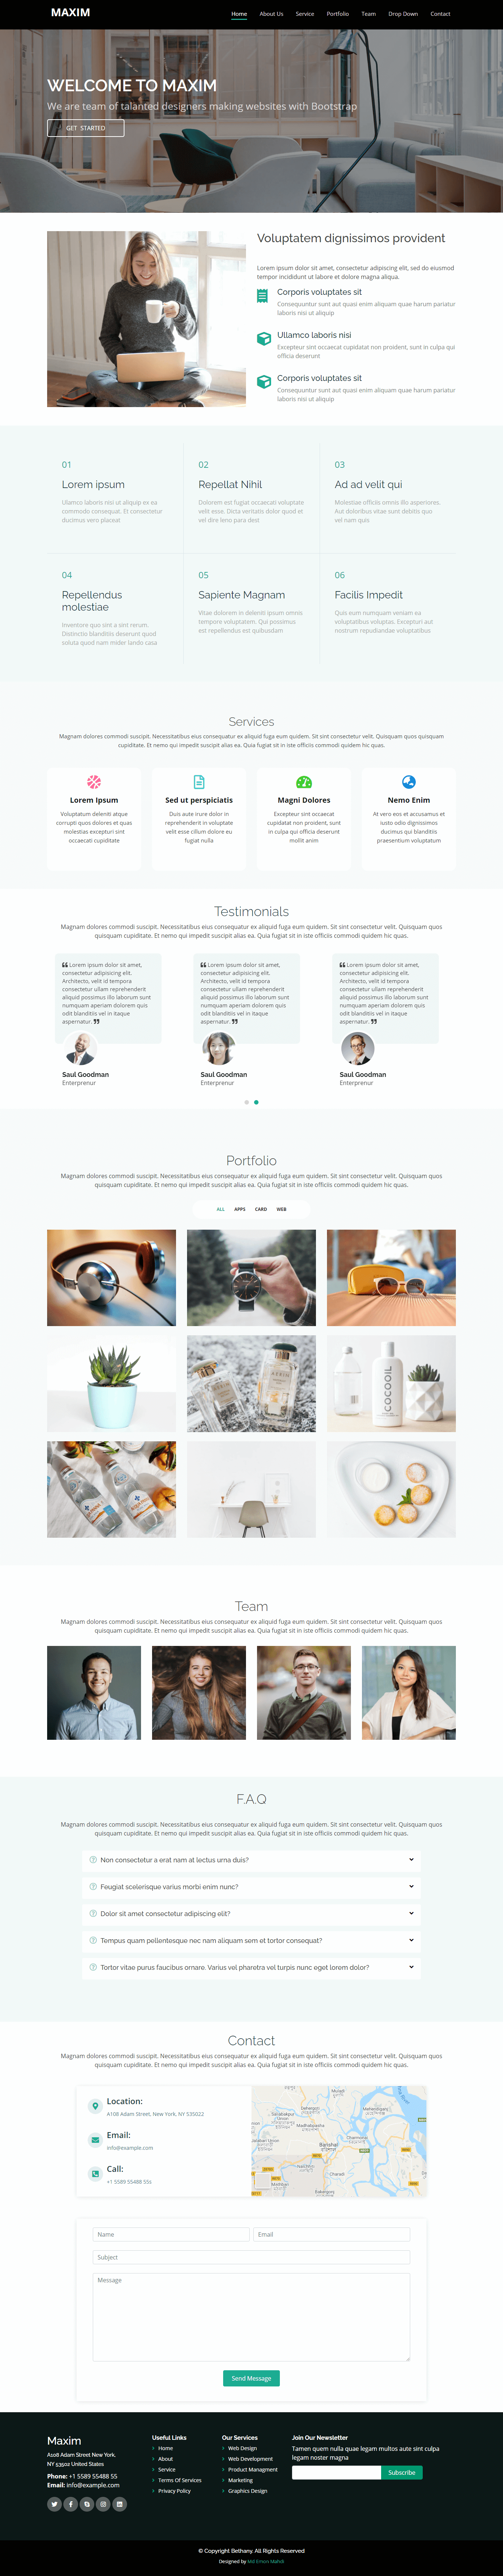 MAXIM
Home About Us Service Portfolio Team Drop Down Contact
WELCOME TO MAXIM
We are team of talanted designers making websites with Bootstrap
GET STARTED
Voluptatem dignissimos provident
Lorem ipsum dolor sit amet, consectetur adipiscing elit, sed do eiusmod
tempor incididunt ut labore et dolore magna aliqua.
Corporis voluptates sit
Consequuntur sunt aut quasi enim aliquam quae harum pariatur
laboris nisi ut aliquip
Ullamco laboris nisi
Excepteur sint occaecat cupidatat non proident, sunt in culpa qui
officia deserunt
Corporis voluptates sit
Consequuntur sunt aut quasi enim aliquam quae harum pariatur
laboris nisi ut aliquip
01
Lorem ipsum
Ulamco laboris nisi ut aliquip ex ea
commodo consequat. Et consectetur
ducimus vero placeat
02
Repellat Nihil
Dolorem est fugiat occaecati voluptate
velit esse. Dicta veritatis dolor quod et
vel dire leno para dest
03
Ad ad velit qui
Molestiae officiis omnis illo asperiores.
Aut doloribus vitae sunt debitis quo
vel nam quis
04
Repellendus
molestiae
Inventore quo sint a sint rerum.
Distinctio blanditiis deserunt quod
soluta quod nam mider lando casa
05
Sapiente Magnam
Vitae dolorem in deleniti ipsum omnis
tempore voluptatem. Qui possimus
est repellendus est quibusdam
06
Facilis Impedit
Quis eum numquam veniam ea
voluptatibus voluptas. Excepturi aut
nostrum repudiandae voluptatibus
Services
Magnam dolores commodi suscipit. Necessitatibus eius consequatur ex aliquid fuga eum quidem. Sit sint consectetur velit. Quisquam quos quisquam
cupiditate. Et nemo qui impedit suscipit alias ea. Quia fugiat sit in iste officiis commodi quidem hic quas.
Lorem Ipsum
Voluptatum deleniti atque
corrupti quos dolores et quas
molestias excepturi sint
occaecati cupiditate
Sed ut perspiciatis
Duis aute irure dolor in
reprehenderit in voluptate
velit esse cillum dolore eu
fugiat nulla
Magni Dolores
Excepteur sint occaecat
cupidatat non proident, sunt
in culpa qui officia deserunt
mollit anim
Nemo Enim
At vero eos et accusamus et
iusto odio dignissimos
ducimus qui blanditiis
praesentium voluptatum
Testimonials
Magnam dolores commodi suscipit. Necessitatibus eius consequatur ex aliquid fuga eum quidem. Sit sint consectetur velit. Quisquam quos
quisquam cupiditate. Et nemo qui impedit suscipit alias ea. Quia fugiat sit in iste officiis commodi quidem hic quas.
Lorem ipsum dolor sit amet,
consectetur adipisicing elit.
Architecto, velit id tempora
consectetur ullam reprehenderit
aliquid possimus illo laborum sunt
numquam aperiam dolorem quis
odit blanditiis vel in itaque
aspernatur.
Saul Goodman
Enterprenur
Lorem ipsum dolor sit amet,
consectetur adipisicing elit.
Architecto, velit id tempora
consectetur ullam reprehenderit
aliquid possimus illo laborum sunt
numquam aperiam dolorem quis
odit blanditiis vel in itaque
aspernatur.
Saul Goodman
Enterprenur
Lorem ipsum dolor sit amet,
consectetur adipisicing elit.
Architecto, velit id tempora
consectetur ullam reprehenderit
aliquid possimus illo laborum sunt
numquam aperiam dolorem quis
odit blanditiis vel in itaque
aspernatur.
Saul Goodman
Enterprenur
Portfolio
Magnam dolores commodi suscipit. Necessitatibus eius consequatur ex aliquid fuga eum quidem. Sit sint consectetur velit. Quisquam quos
quisquam cupiditate. Et nemo qui impedit suscipit alias ea. Quia fugiat sit in iste officiis commodi quidem hic quas.
ALL APPS CARD WEB
COCOOIL
Team
Magnam dolores commodi suscipit. Necessitatibus eius consequatur ex aliquid fuga eum quidem. Sit sint consectetur velit. Quisquam quos
quisquam cupiditate. Et nemo qui impedit suscipit alias ea. Quia fugiat sit in iste officiis commodi quidem hic quas.
F.A.Q
Magnam dolores commodi suscipit. Necessitatibus eius consequatur ex aliquid fuga eum quidem. Sit sint consectetur velit. Quisquam quos
quisquam cupiditate. Et nemo qui impedit suscipit alias ea. Quia fugiat sit in iste officiis commodi quidem hic quas.
Non consectetur a erat nam at lectus urna duis?
Feugiat scelerisque varius morbi enim nunc?
Dolor sit amet consectetur adipiscing elit?
Tempus quam pellentesque nec nam aliquam sem et tortor consequat?
Tortor vitae purus faucibus ornare. Varius vel pharetra vel turpis nunc eget lorem dolor?
Contact
Magnam dolores commodi suscipit. Necessitatibus eius consequatur ex aliquid fuga eum quidem. Sit sint consectetur velit. Quisquam quos
quisquam cupiditate. Et nemo qui impedit suscipit alias ea. Quia fugiat sit in iste officiis commodi quidem hic quas.
Location:
A108 Adam Street, New York, NY 535022
Email:
info@example.com
Call:
+1 5589 55488 55s
Barishal
Name
Email
Subject
Message
Send Message
Maxim
A108 Adam Street New York,
NY 53502 United States
Phone: +1 5589 55488 55
Email: info@example.com
Useful Links
Home
About
Service
Terms Of Services
Privacy Policy
Our Services
Web Design
Web Development
Product Managment
Marketing
Graphics Design
Join Our Newsletter
Tamen quem nulla quae legam multos aute sint culpa
legam noster magna
Subscribe
© Copyright Bethany. All Rights Reserved
Designed by Md Emon Mahdi